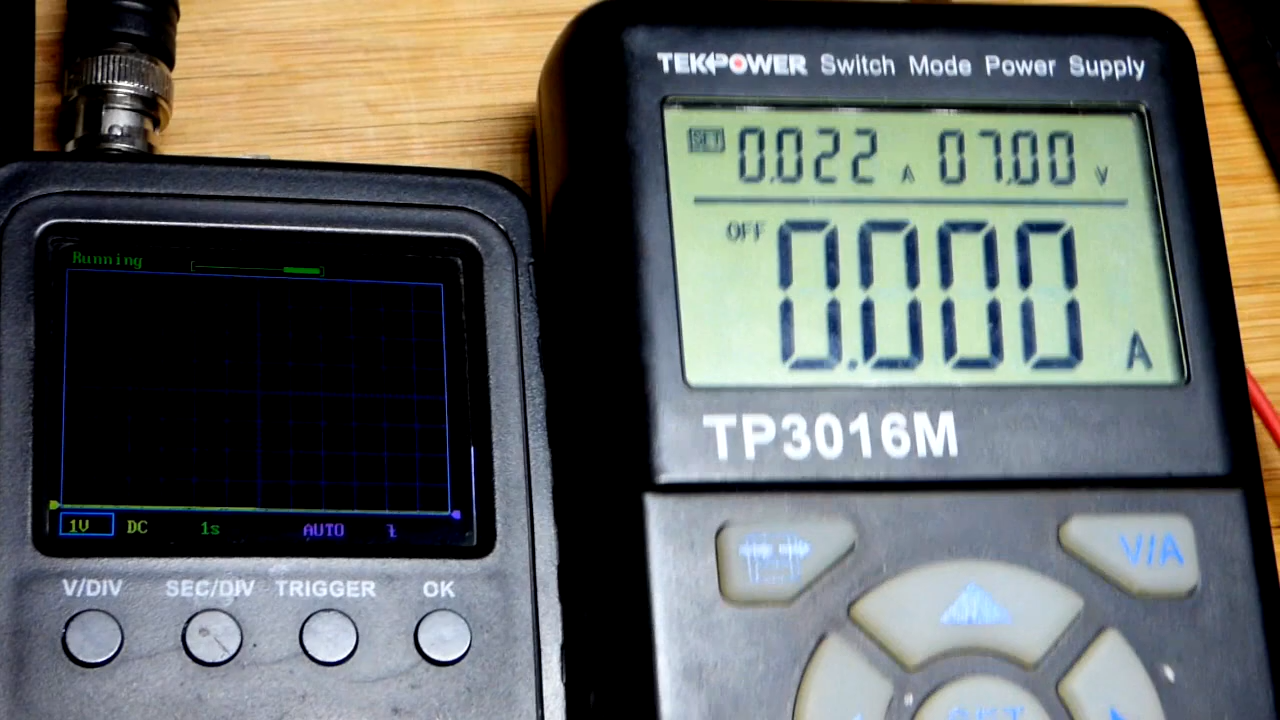 Running
1V DC 1s AUTO
V/DIV SEC/DIV TRIGGER OK
TEKPOWER Switch Mode Power Supply
SET 0.022 A 07.00 V
OFF 0.000 A
TP3016M
V/A
SET